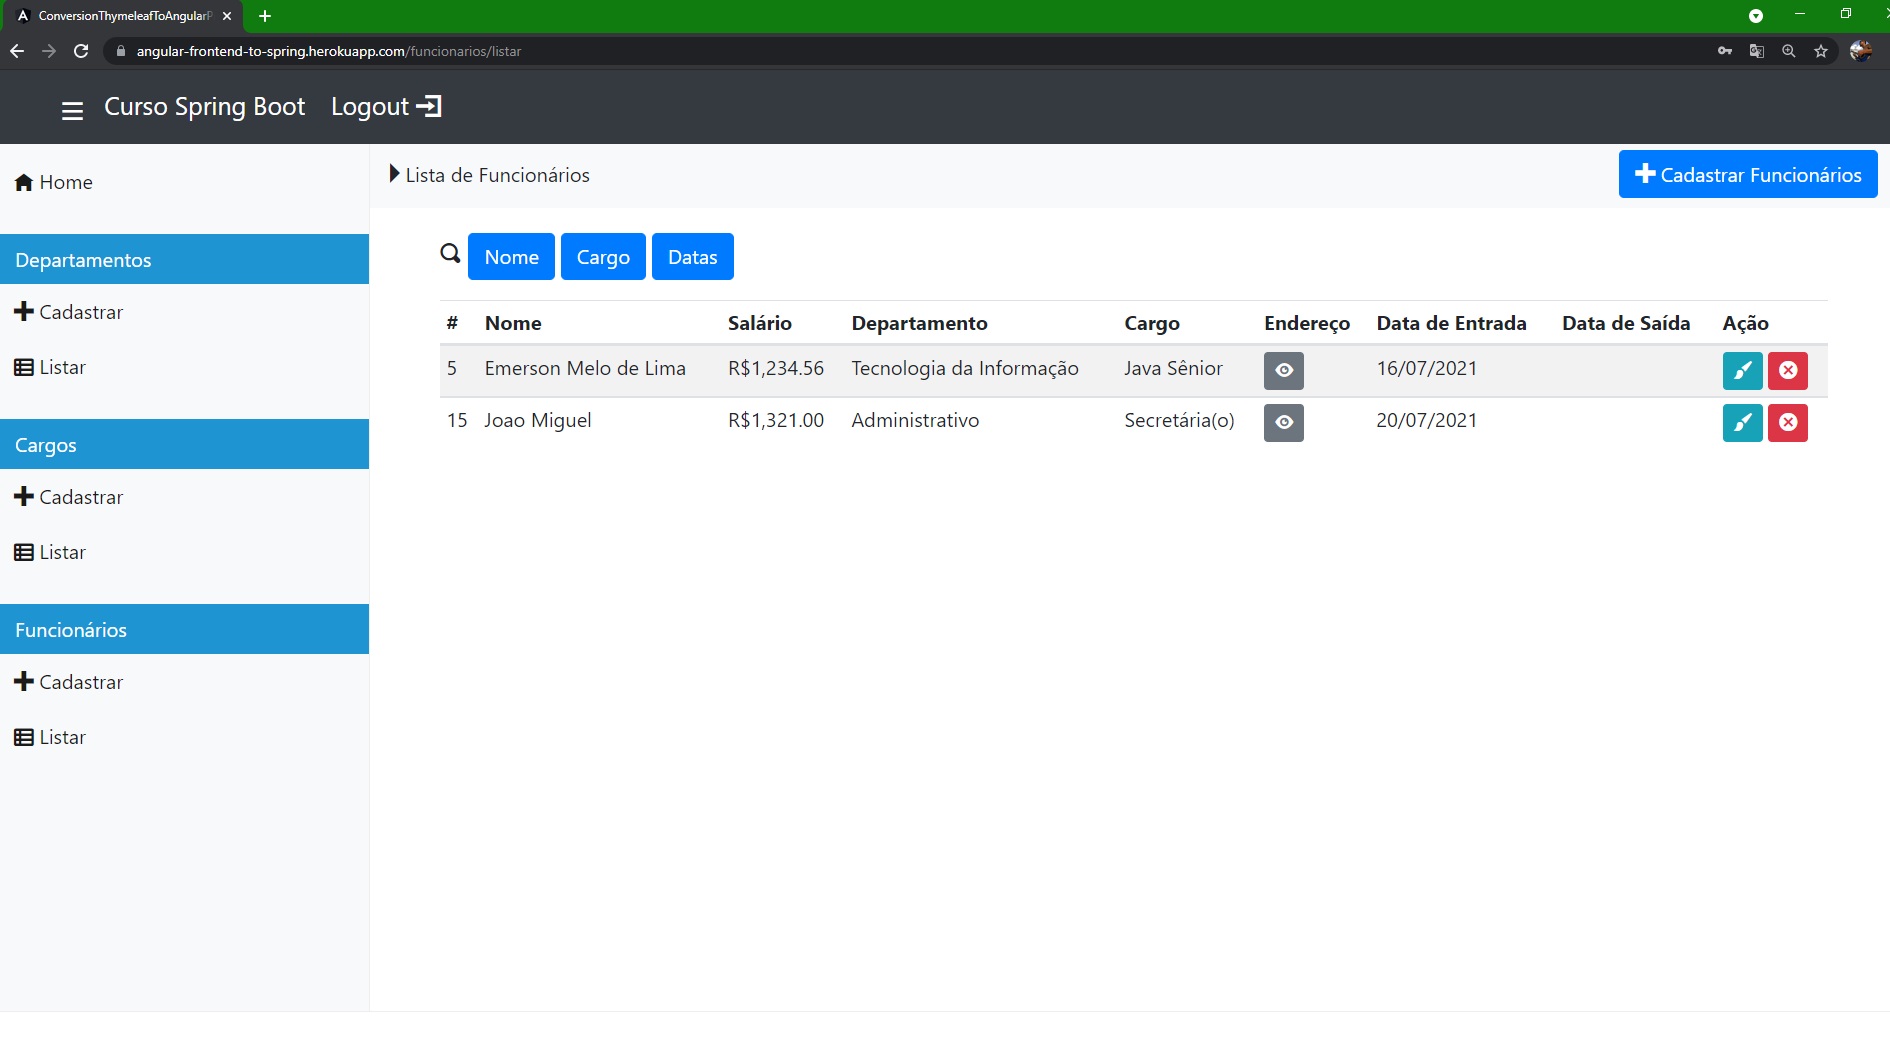 ConversionThymeleafToAngularP
angular-frontend-to-spring.herokuapp.com/funcionarios/listar
Curso Spring Boot Logout
Home
Departamentos
Cadastrar
Listar
Cargos
Cadastrar
Listar
Funcionários
Cadastrar
Listar
Lista de Funcionários
Cadastrar Funcionários
Nome Cargo Datas
# Nome Salário Departamento Cargo Endereço Data de Entrada Data de Saída Ação
5 Emerson Melo de Lima R$1,234.56 Tecnologia da Informação Java Sênior 16/07/2021
15 Joao Miguel R$1,321.00 Administrativo Secretária(o) 20/07/2021